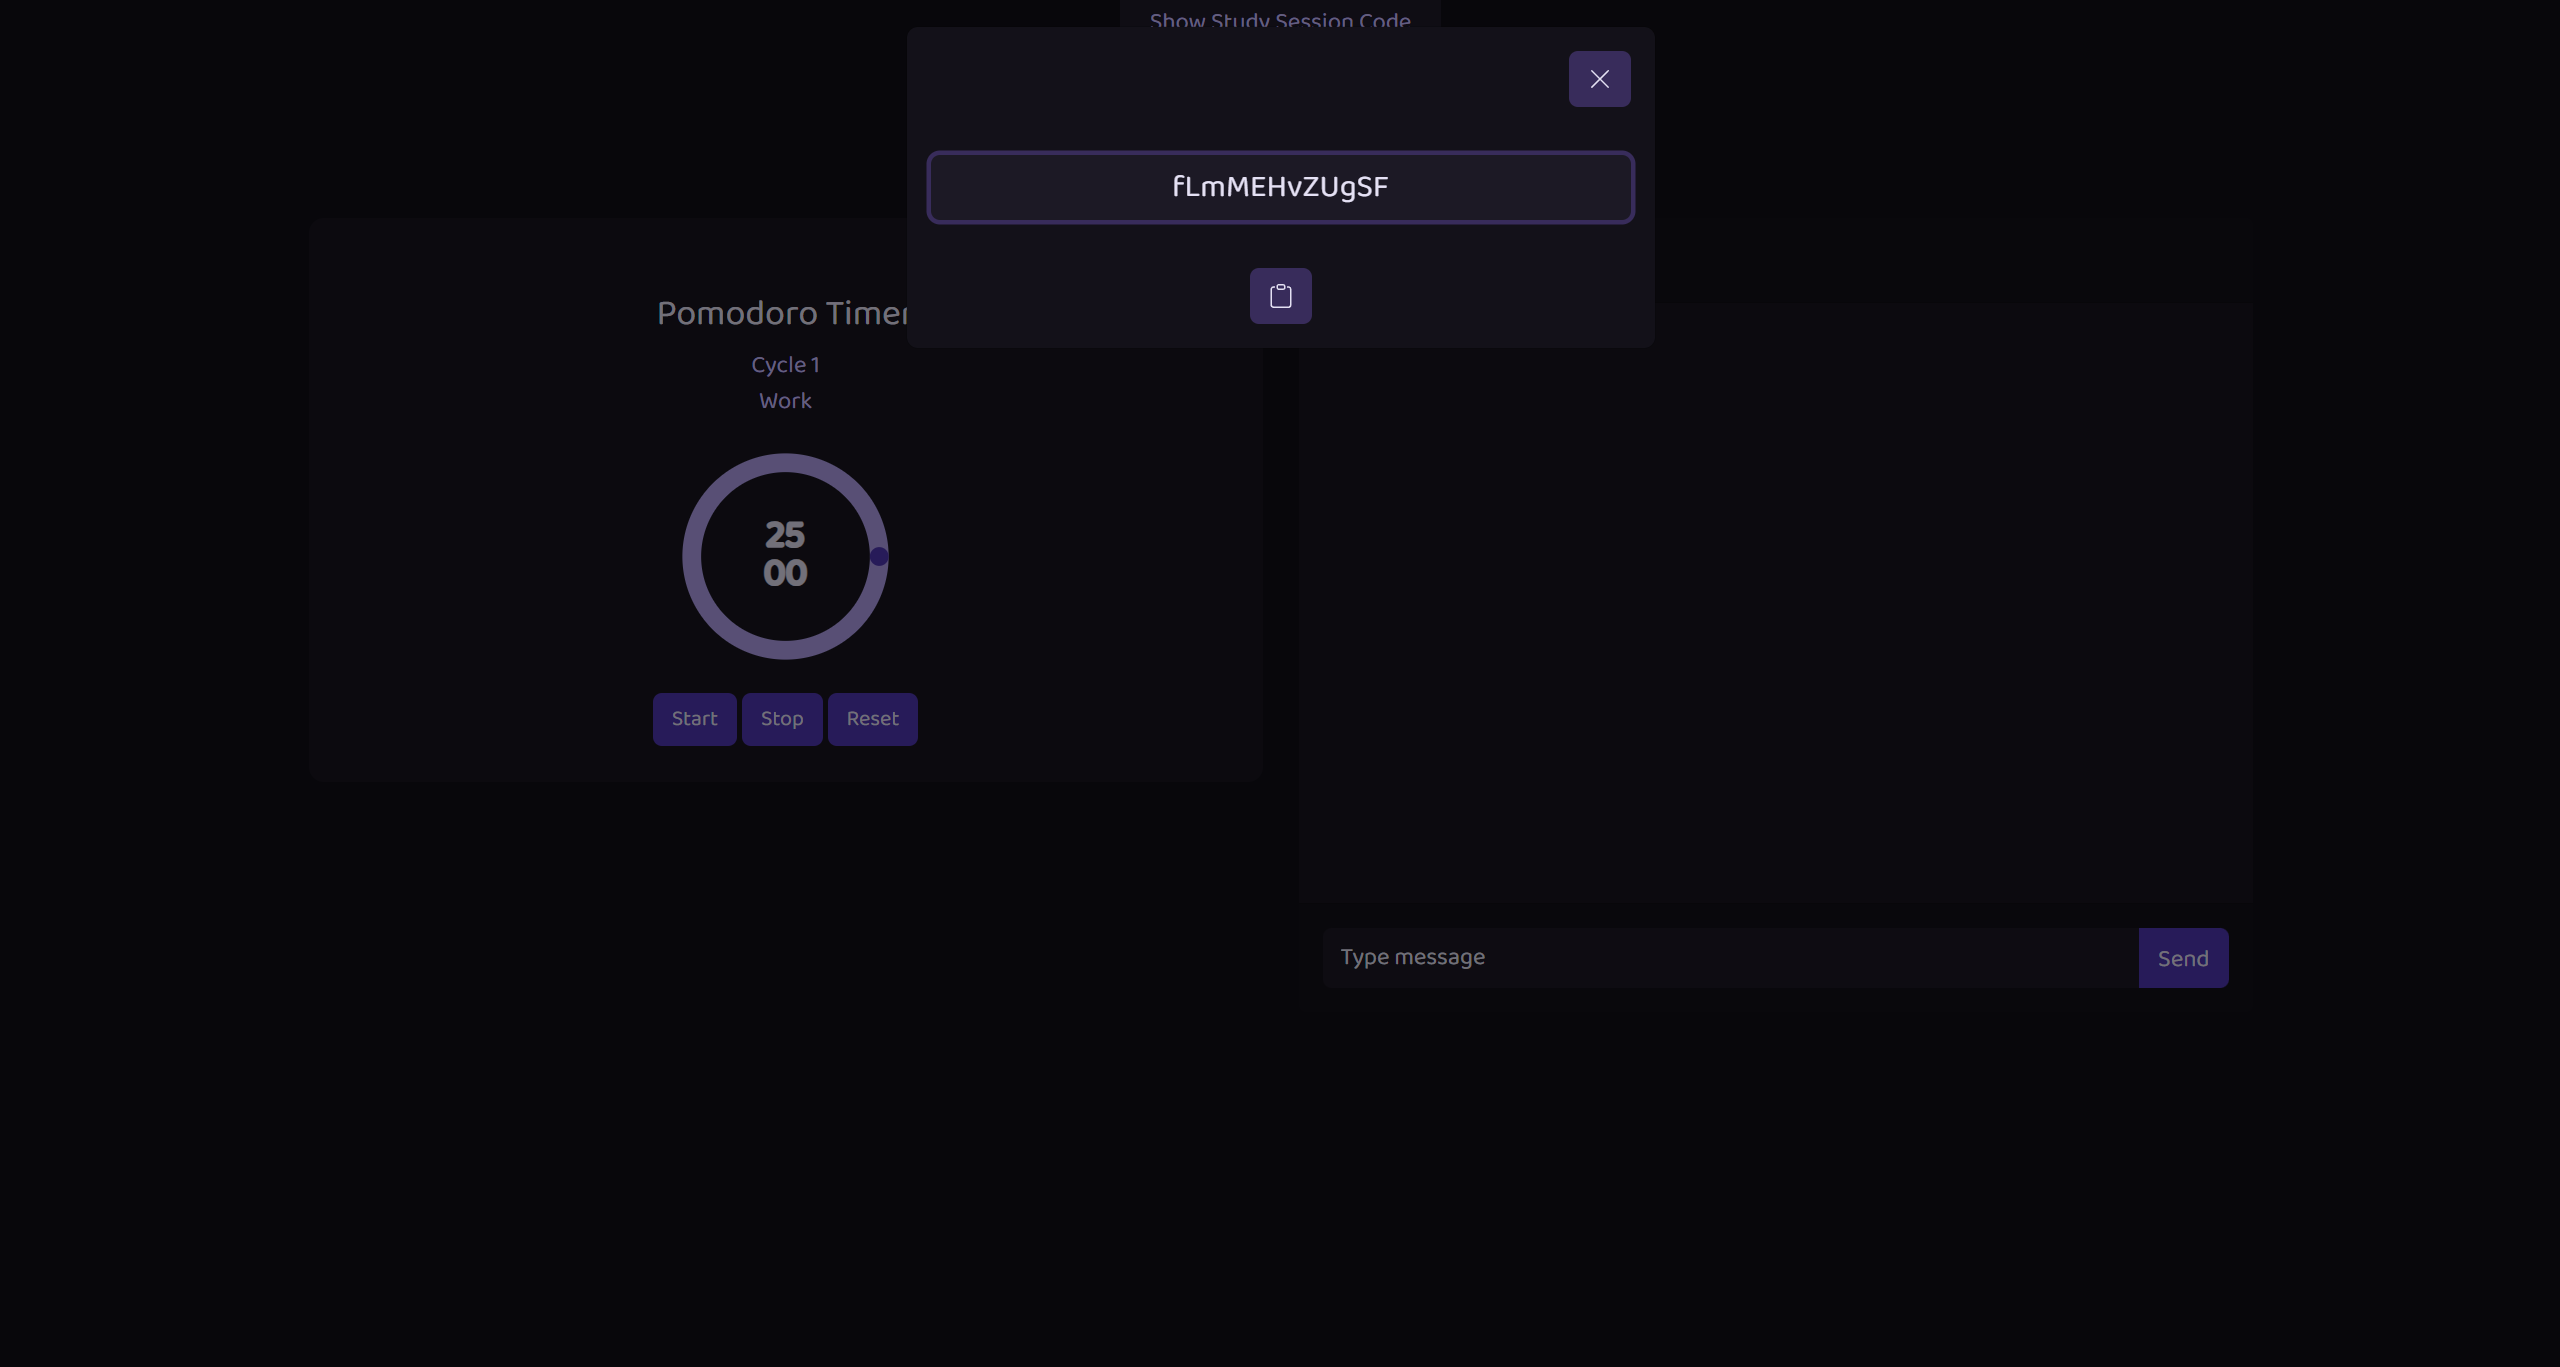 Show Study Session Code
fLmMEHvZUgSF
Pomodoro Timer
Cycle 1
Work
25
00
Start Stop Reset
Type message Send